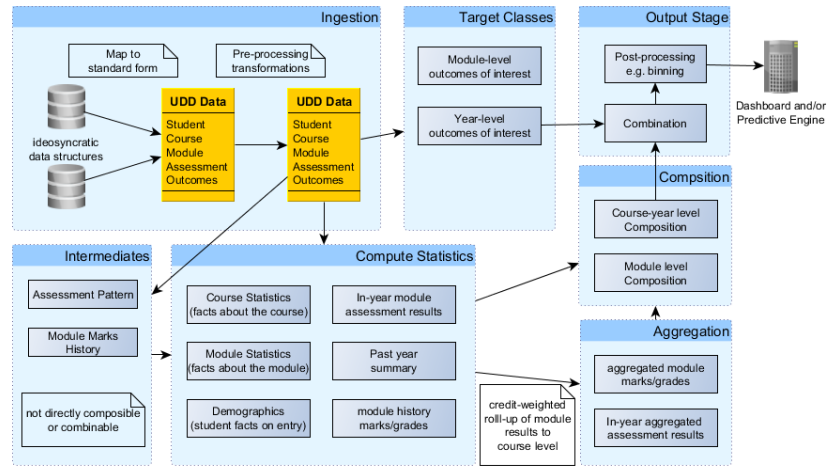 Ingestion
Map to
standard form
Pre-processing
transformations
ideosyncratic
data structures
UDD Data
Student
Course
Module
Assessment
Outcomes
UDD Data
Student
Course
Module
Assessment
Outcomes
Target Classes
Module-level
outcomes of interest
Year-level
outcomes of interest
Output Stage
Post-processing
e.g. binning
Combination
Dashboard and/or
Predictive Engine
Compsition
Course-year level
Composition
Module level
Composition
Intermediates
Assessment Pattern
Module Marks
History
not directly composible
or combinable
Compute Statistics
Course Statistics
(facts about the course)
In-year module
assessment results
Module Statistics
(facts about the module)
Past year
summary
Demographics
(student facts on entry)
module history
marks/grades
credit-weighted
rolll-up of module
results to
course level
Aggregation
aggregated module
marks/grades
In-year aggregated
assessment results